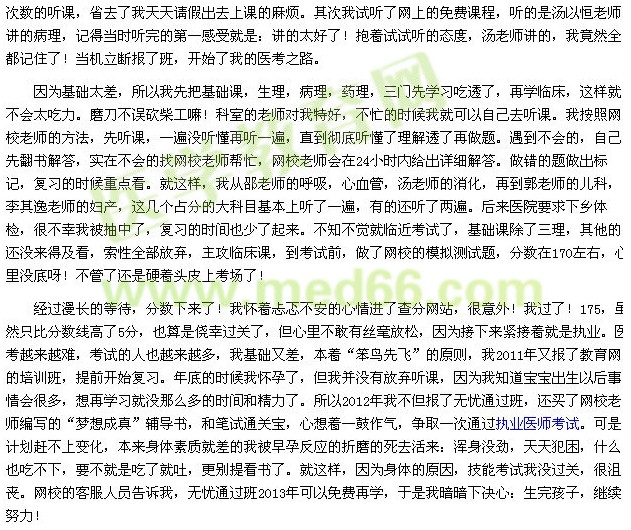 次数的听课，省去了我天天请假出去上课的麻烦。其次我试听了网上的免费课程，听的是汤以恒老师
讲的病理，记得当时听完的第一感受就是：讲的太好了！抱着试试听的态度，汤老师讲的，我竟然全
都记住了！当机立断报了班，开始了我的医考之路。
因为基础太差，所以我先把基础课，生理，病理，药理，三门先学习吃透了，再学临床，这样就
不会太吃力。磨刀不误砍柴工嘛！科室的老师对我特好，不忙的时候我就可以自己去听课。我按照网
校老师的方法，先听课，一遍没听懂再听一遍，直到彻底听懂了理解透了再做题。遇到不会的，自己
先翻书解答，实在不会的找网校老师帮忙，网校老师会在24小时内给出详细解答。做错的题做出标
记，复习的时候重点看。就这样，我从邵老师的呼吸，心血管，汤老师的消化，再到郭老师的儿科，
李其逸老师的妇产，这几个占分的大科目基本上听了一遍，有的还听了两遍。后来医院要求下乡体
检，很不幸我被抽中了，复习的时间也少了起来。不知不觉就临近考试了，基础课除了三理，其他的
还没来得及看，索性全部放弃，主攻临床课，到考试前，做了网校的模拟测试题，分数在170左右，心
里没底呀！不管了还是硬着头皮上考场了！
经过漫长的等待，分数下来了！我怀着忐忑不安的心情进了查分网站，很意外！我过了！175，虽
然只比分数线高了5分，也算是侥幸过关了，但心里不敢有丝毫放松，因为接下来紧接着就是执业。医
考越来越难，考试的人也越来越多，我基础又差，本着“笨鸟先飞”的原则，我2011年又报了教育网
的培训班，提前开始复习。年底的时候我怀孕了，但我并没有放弃听课，因为我知道宝宝出生以后事
情会很多，想再学习就没那么多的时间和精力了。所以2012年我不但报了无忧通过班，还买了网校老
师编写的“梦想成真”辅导书，和笔试通关宝，心想着一鼓作气，争取一次通过执业医师考试。可是
计划赶不上变化，本来身体素质就差的我被早孕反应的折磨的死去活来：浑身没劲，天天犯困，什么
也吃不下，要不就是吃了就吐，更别提看书了。就这样，因为身体的原因，技能考试我没过关，很沮
丧。网校的客服人员告诉我，无忧通过班2013年可以免费再学，于是我暗暗下决心：生完孩子，继续
努力！
医学教育网
www.med66.com